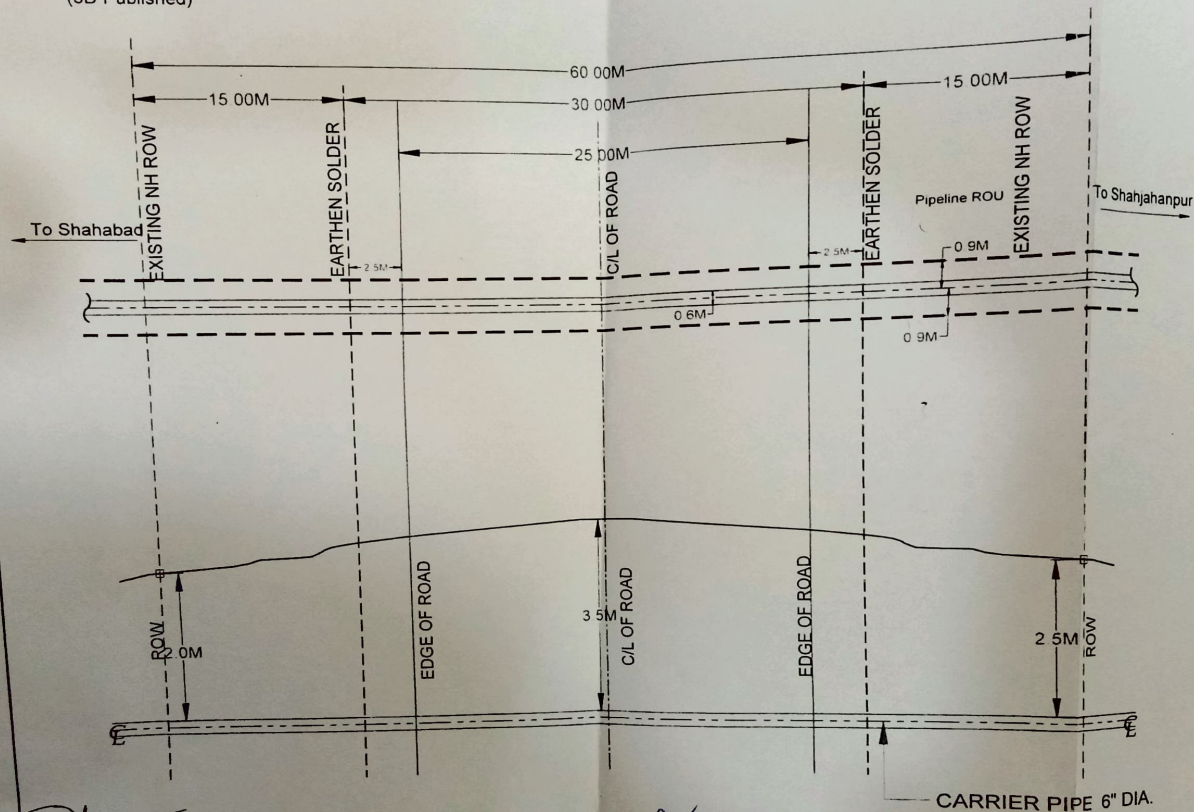 60 00M
15 00M
30 00M
15 00M
25 00M
EXISTING NH ROW
EARTHEN SOLDER
C/L OF ROAD
EARTHEN SOLDER
EXISTING NH ROW
Pipeline ROU
To Shahabad
To Shahjahanpur
2.5M
2.5M
0 9M
0 6M
0 9M
ROW
2.0M
EDGE OF ROAD
3 5M
C/L OF ROAD
EDGE OF ROAD
2 5M
ROW
CARRIER PIPE 6" DIA.